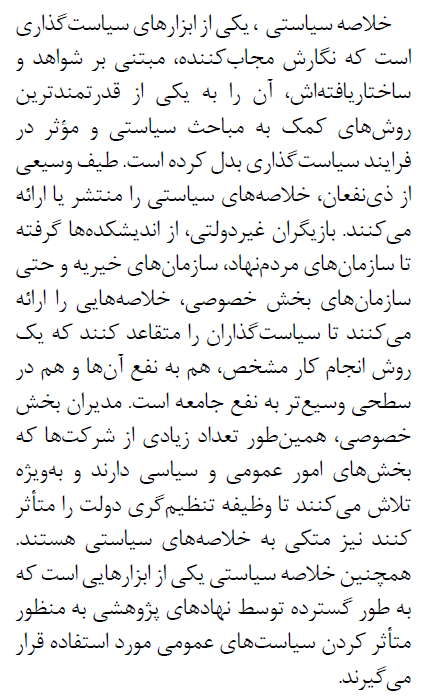 خلاصه سیاستی ، یکی از ابزارهای سیاست‌گذاری
است که نگارش مجاب‌کننده، مبتنی بر شواهد و
ساختاریافته‌اش، آن را به یکی از قدرتمندترین
روش‌های کمک به مباحث سیاستی و مؤثر در
فرایند سیاست‌گذاری بدل کرده است. طیف وسیعی
از ذی‌نفعان، خلاصه‌های سیاستی را منتشر یا ارائه
می‌کنند. بازیگران غیردولتی، از اندیشکده‌ها گرفته
تا سازمان‌های مردم‌نهاد، سازمان‌های خیریه و حتی
سازمان‌های بخش خصوصی، خلاصه‌هایی را ارائه
می‌کنند تا سیاست‌گذاران را متقاعد کنند که یک
روش انجام کار مشخص، هم به نفع آن‌ها و هم در
سطحی وسیع‌تر به نفع جامعه است. مدیران بخش
خصوصی، همین‌طور تعداد زیادی از شرکت‌ها که
بخش‌های امور عمومی و سیاسی دارند و به‌ویژه
تلاش می‌کنند تا وظیفه تنظیم‌گری دولت را متأثر
کنند نیز متکی به خلاصه‌های سیاستی هستند.
همچنین خلاصه سیاستی یکی از ابزارهایی است که
به طور گسترده توسط نهادهای پژوهشی به منظور
متأثر کردن سیاست‌های عمومی مورد استفاده قرار
می‌گیرند.